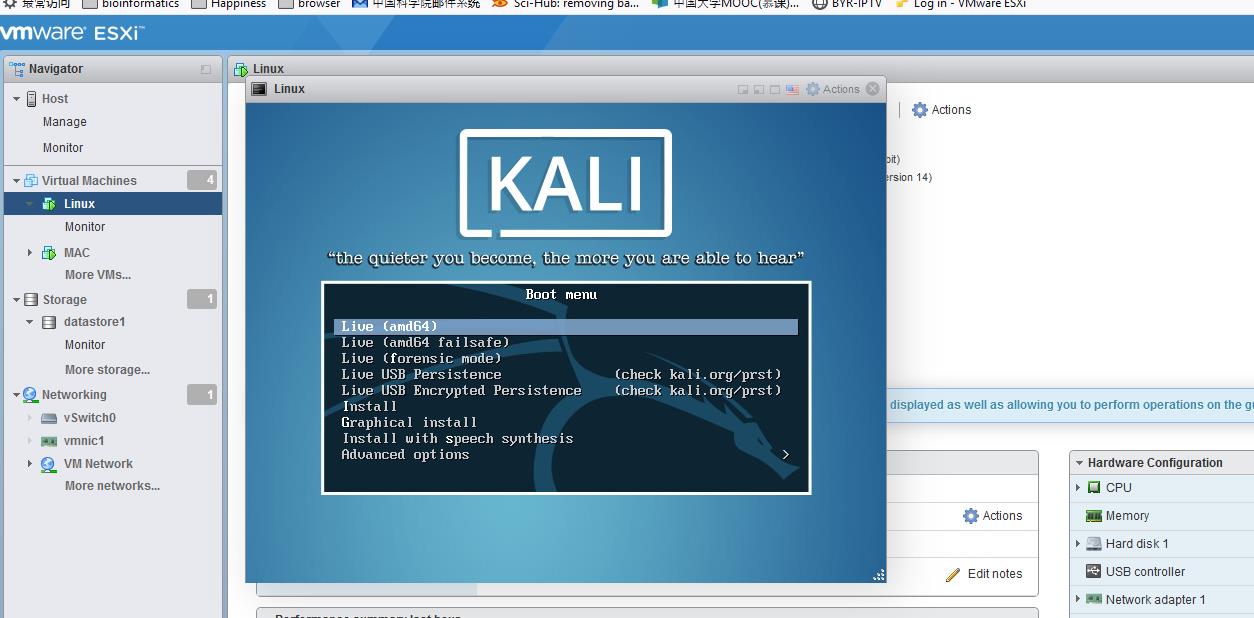 最常访问 bioinformatics Happiness browser 中国科学院邮件系统 Sci-Hub: removing ba... 中国大学MOOC(慕课)... BYR-IPTV Log in - VMware ESXi
vmware® ESXi™
Navigator
Host
Manage
Monitor
Virtual Machines 4
Linux
Monitor
MAC
More VMs...
Storage 1
datastore1
Monitor
More storage...
Networking 1
vSwitch0
vmnic1
VM Network
More networks...
Linux
Linux Actions
Actions
bit)
ersion 14)
KALI
“the quieter you become, the more you are able to hear”
Boot menu
Live (amd64)
Live (amd64 failsafe)
Live (forensic mode)
Live USB Persistence (check kali.org/prst)
Live USB Encrypted Persistence (check kali.org/prst)
Install
Graphical install
Install with speech synthesis
Advanced options >
displayed as well as allowing you to perform operations on the gu
Actions
Edit notes
Performance summary last hour
Hardware Configuration
CPU
Memory
Hard disk 1
USB controller
Network adapter 1